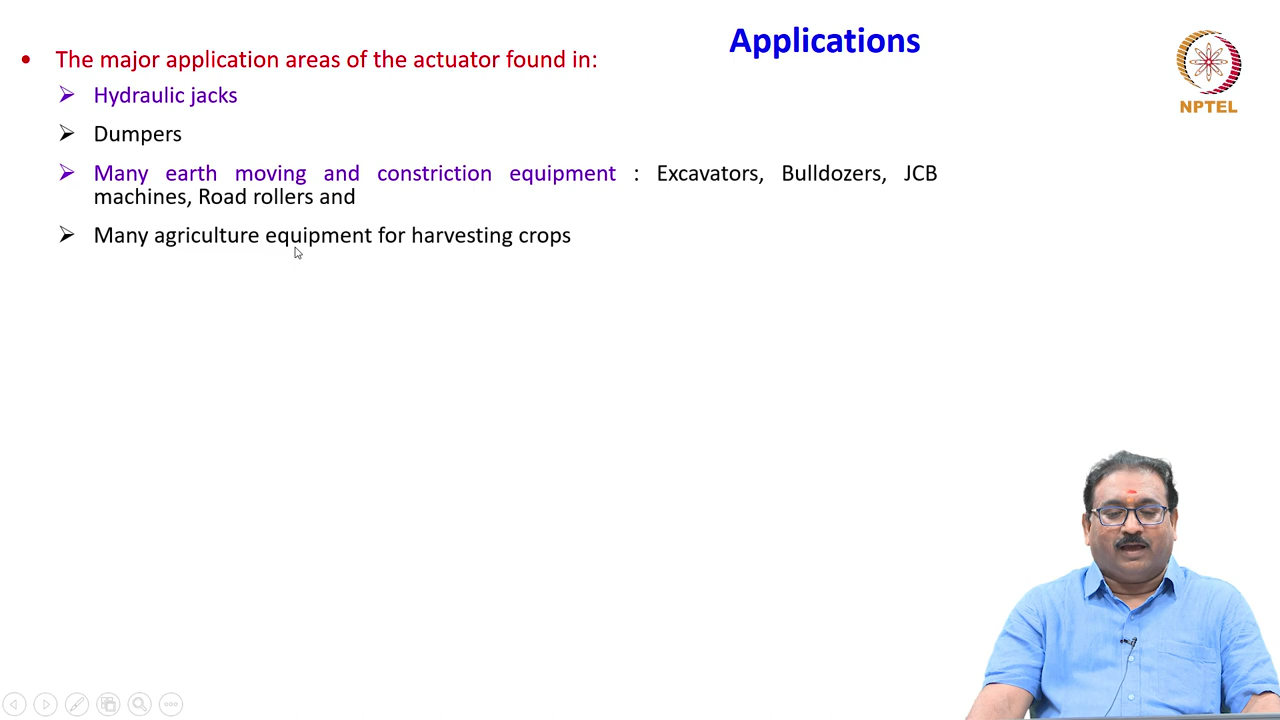 Applications
• The major application areas of the actuator found in:
➢ Hydraulic jacks
➢ Dumpers
➢ Many earth moving and constriction equipment : Excavators, Bulldozers, JCB
machines, Road rollers and
➢ Many agriculture equipment for harvesting crops
NPTEL